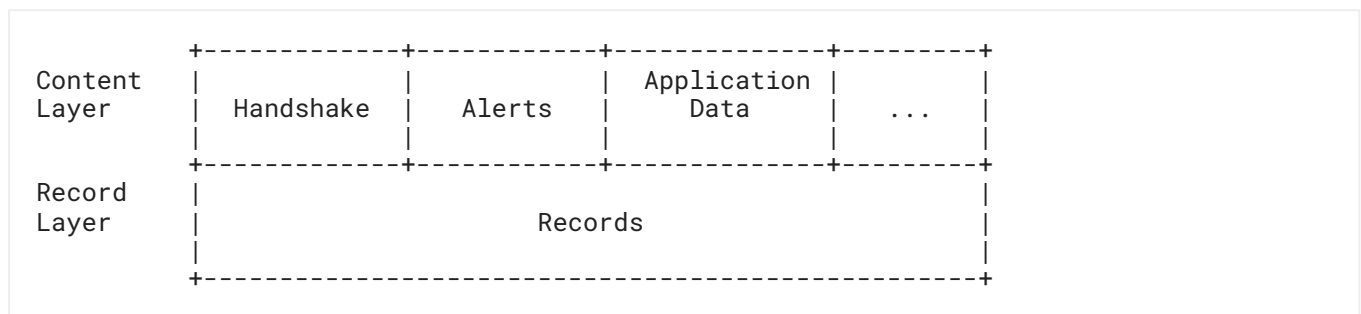 +--------------+-------------+---------------+----------+
Content      |              |             |  Application |          |
Layer        |  Handshake   |   Alerts    |     Data      |    ...   |
             |              |             |               |          |
             +--------------+-------------+---------------+----------+
Record       |                                                       |
Layer        |                      Records                          |
             |                                                       |
             +-------------------------------------------------------+